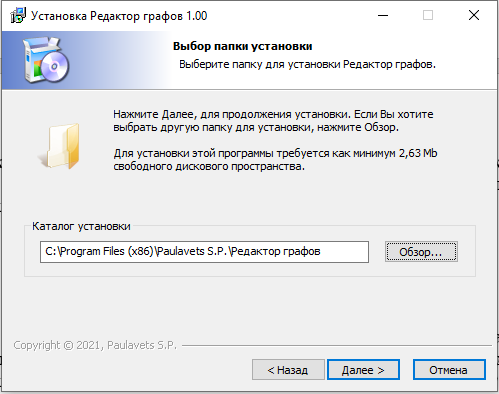 Установка Редактор графов 1.00
Выбор папки установки
Выберите папку для установки Редактор графов.
Нажмите Далее, для продолжения установки. Если Вы хотите
выбрать другую папку для установки, нажмите Обзор.
Для установки этой программы требуется как минимум 2,63 Mb
свободного дискового пространства.
Каталог установки
C:\Program Files (x86)\Paulavets S.P.\Редактор графов
Обзор...
Copyright © 2021, Paulavets S.P.
< Назад
Далее >
Отмена